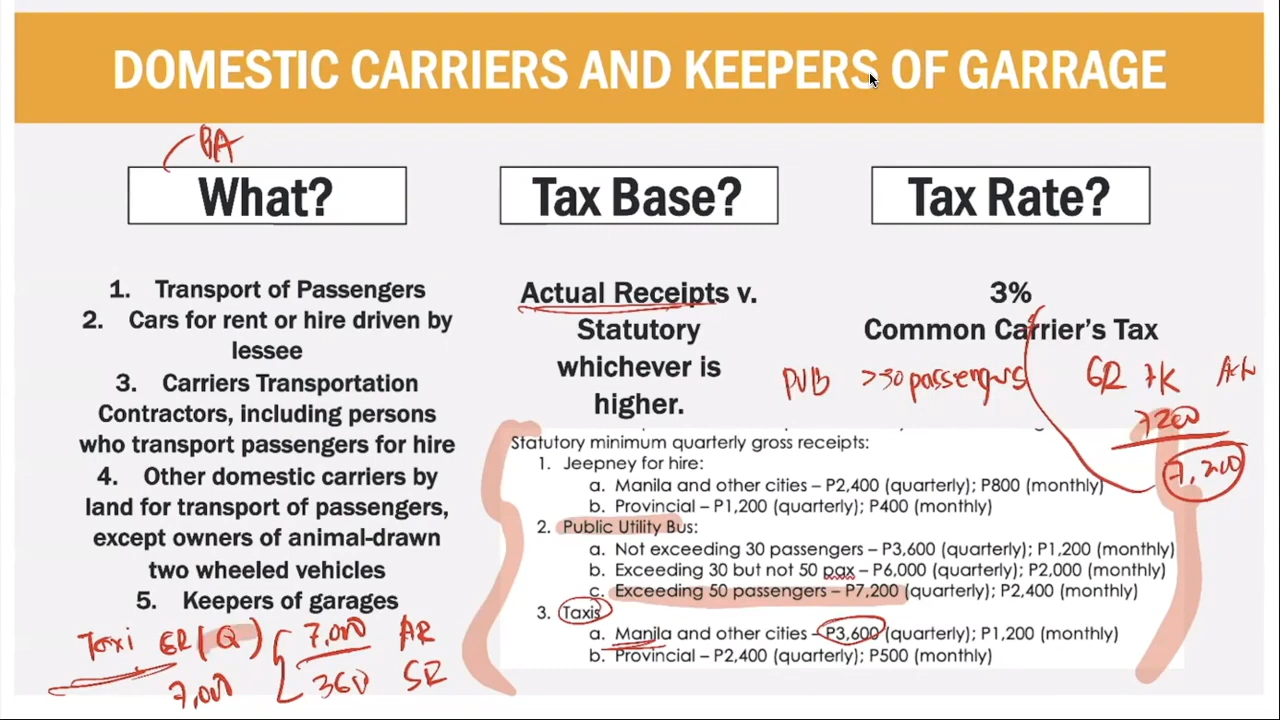 DOMESTIC CARRIERS AND KEEPERS OF GARRAGE
BA
What?
1. Transport of Passengers
2. Cars for rent or hire driven by
lessee
3. Carriers Transportation
Contractors, including persons
who transport passengers for hire
4. Other domestic carriers by
land for transport of passengers,
except owners of animal-drawn
two wheeled vehicles
5. Keepers of garages
Taxi GR (Q) 7,000 AR
7,000 360 SR
Tax Base?
Actual Receipts v.
Statutory
whichever is
higher.
Tax Rate?
3%
Common Carrier's Tax
PUB >50 passengers GR 7K
7200
7,200
Statutory minimum quarterly gross receipts:
1. Jeepney for hire:
a. Manila and other cities – P2,400 (quarterly); P800 (monthly)
b. Provincial – P1,200 (quarterly); P400 (monthly)
2. Public Utility Bus:
a. Not exceeding 30 passengers – P3,600 (quarterly); P1,200 (monthly)
b. Exceeding 30 but not 50 pax – P6,000 (quarterly); P2,000 (monthly)
c. Exceeding 50 passengers – P7,200 (quarterly); P2,400 (monthly)
3. Taxis
a. Manila and other cities – P3,600 (quarterly); P1,200 (monthly)
b. Provincial – P2,400 (quarterly); P500 (monthly)